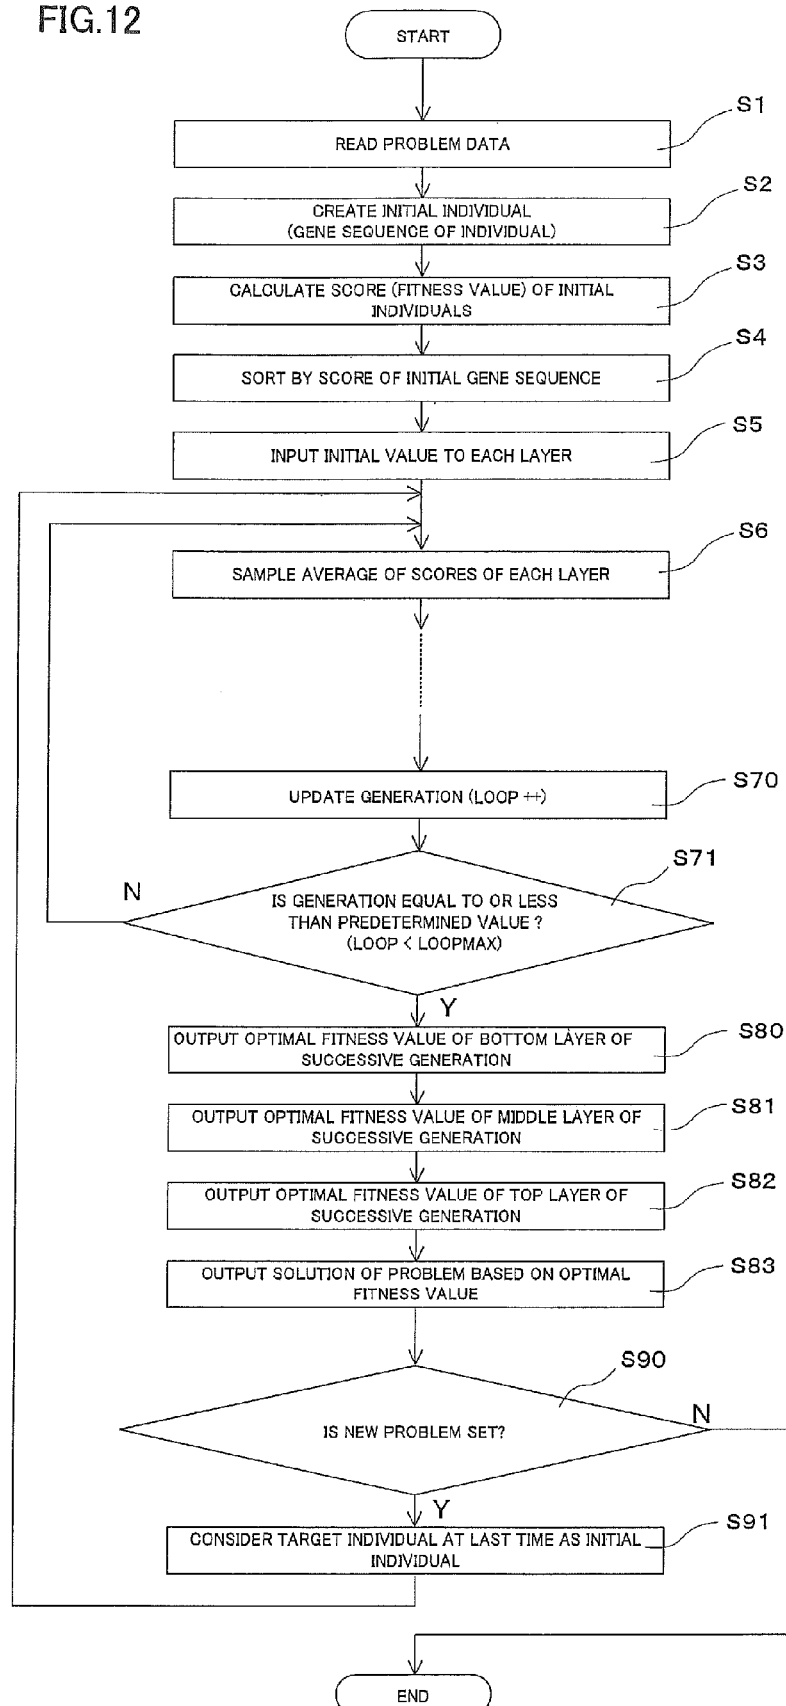 FIG.12
START
S1
READ PROBLEM DATA
S2
CREATE INITIAL INDIVIDUAL
(GENE SEQUENCE OF INDIVIDUAL)
S3
CALCULATE SCORE (FITNESS VALUE) OF INITIAL
INDIVIDUALS
S4
SORT BY SCORE OF INITIAL GENE SEQUENCE
S5
INPUT INITIAL VALUE TO EACH LAYER
S6
SAMPLE AVERAGE OF SCORES OF EACH LAYER
S70
UPDATE GENERATION (LOOP ++)
S71
N
IS GENERATION EQUAL TO OR LESS
THAN PREDETERMINED VALUE ?
(LOOP < LOOPMAX)
Y
S80
OUTPUT OPTIMAL FITNESS VALUE OF BOTTOM LAYER OF
SUCCESSIVE GENERATION
S81
OUTPUT OPTIMAL FITNESS VALUE OF MIDDLE LAYER OF
SUCCESSIVE GENERATION
S82
OUTPUT OPTIMAL FITNESS VALUE OF TOP LAYER OF
SUCCESSIVE GENERATION
S83
OUTPUT SOLUTION OF PROBLEM BASED ON OPTIMAL
FITNESS VALUE
S90
N
IS NEW PROBLEM SET?
Y
S91
CONSIDER TARGET INDIVIDUAL AT LAST TIME AS INITIAL
INDIVIDUAL
END